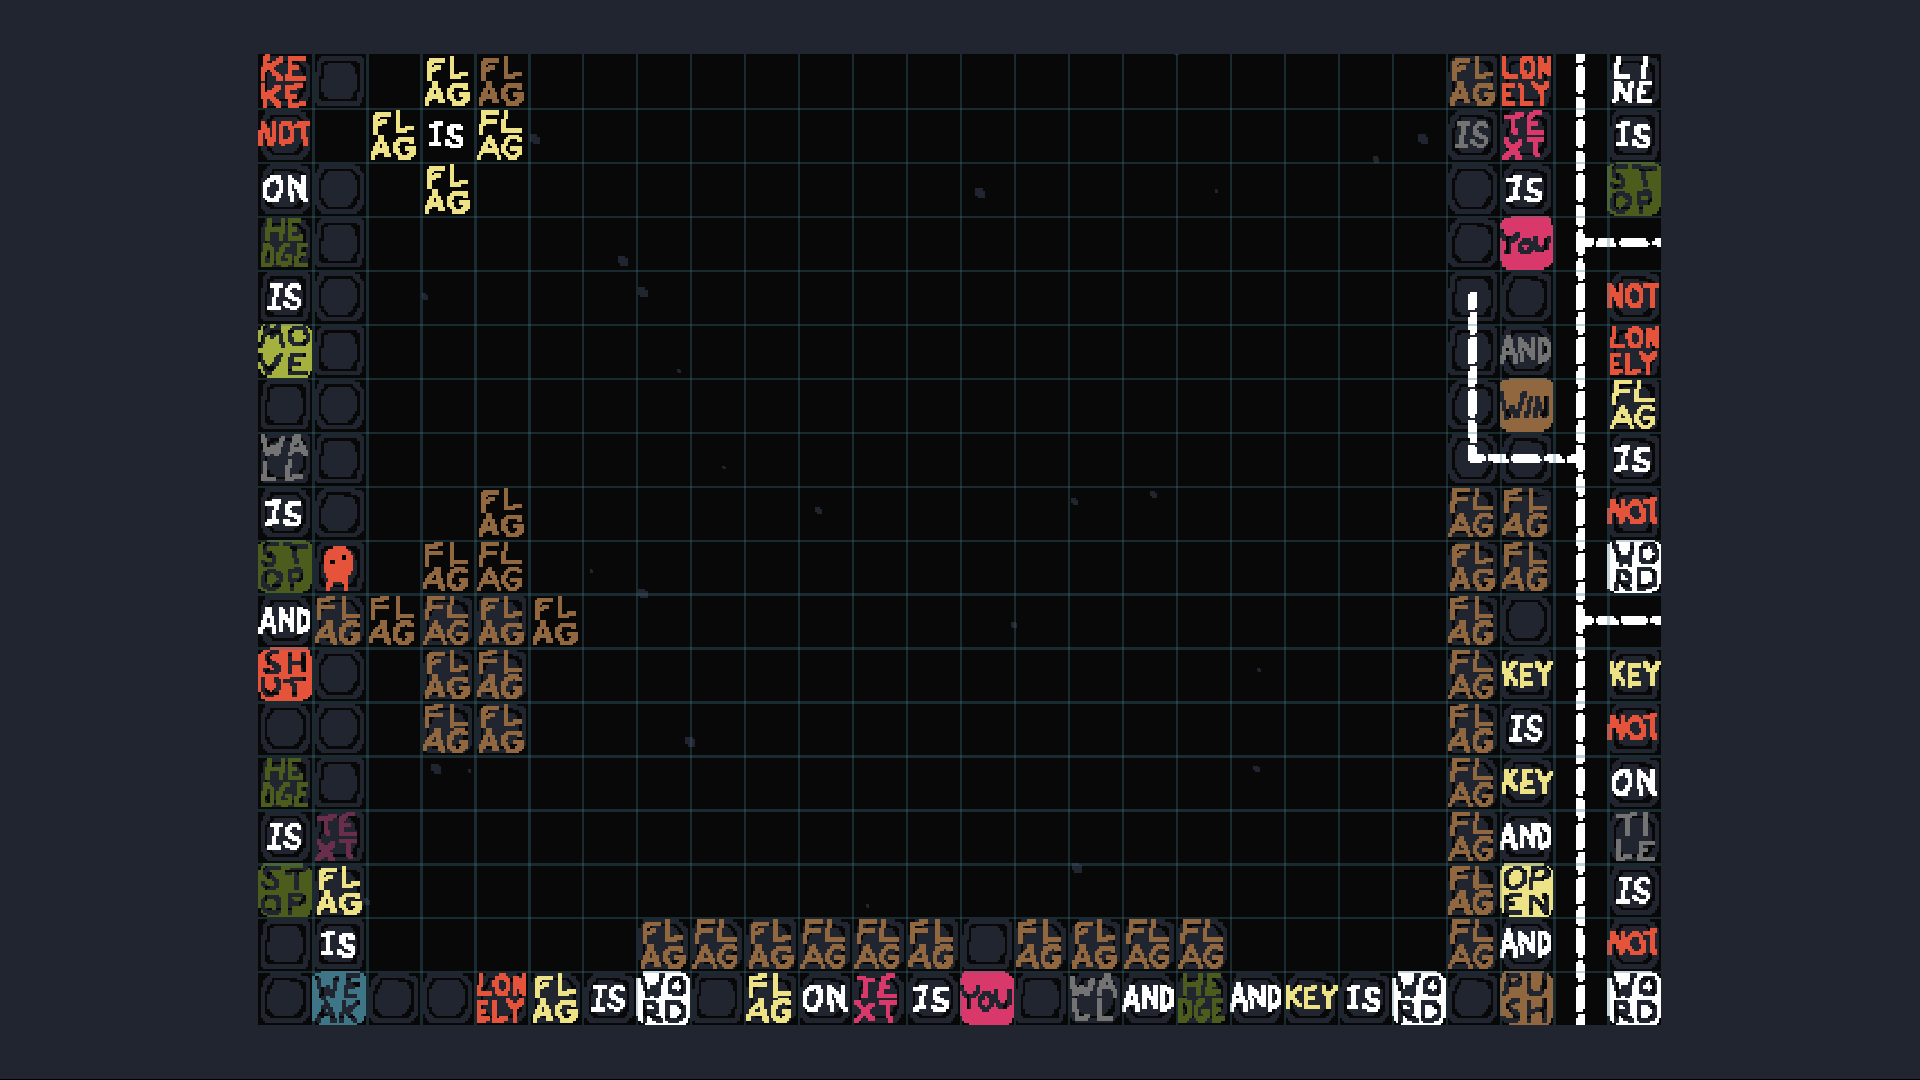 KEKE FLAG FLAG FLAG LONELY LINE
NOT FLAG IS FLAG IS TEXT IS
ON FLAG IS STOP
HEDGE YOU
IS NOT
MOVE AND LONELY
WIN FLAG
WALL IS
IS FLAG FLAG FLAG NOT
STOP FLAG FLAG FLAG FLAG WORD
AND FLAG FLAG FLAG FLAG FLAG FLAG
SHUT FLAG FLAG FLAG KEY KEY
FLAG FLAG FLAG IS NOT
HEDGE FLAG KEY ON
IS TEXT FLAG AND TILE
STOP FLAG FLAG OPEN IS
IS FLAG FLAG FLAG FLAG FLAG FLAG FLAG FLAG FLAG FLAG FLAG AND NOT
WEAK LONELY FLAG IS WORD FLAG ON TEXT IS YOU WALL AND HEDGE AND KEY IS WORD PUSH WORD